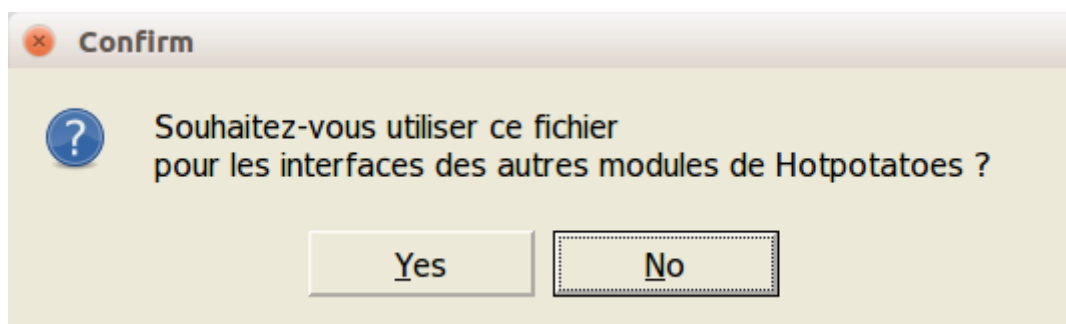 Confirm
Souhaitez-vous utiliser ce fichier
pour les interfaces des autres modules de Hotpotatoes ?
Yes No